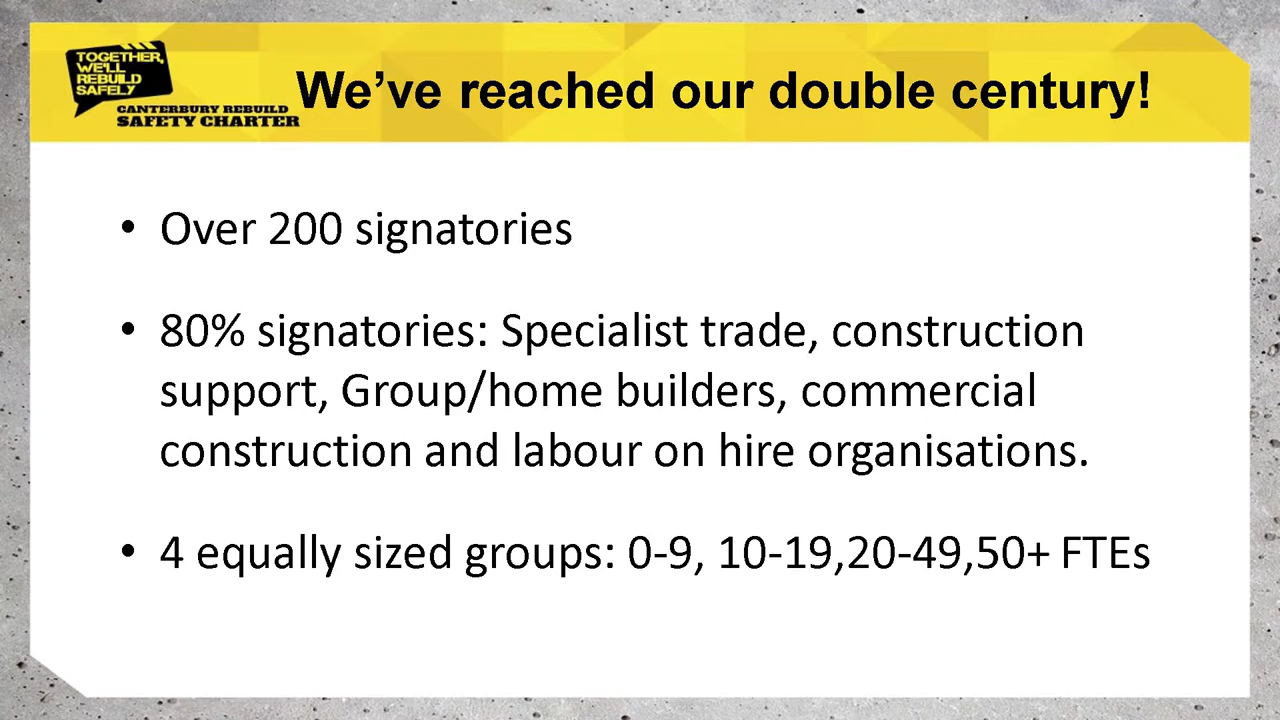 TOGETHER,
WE'LL
REBUILD
SAFELY
CANTERBURY REBUILD
SAFETY CHARTER
We’ve reached our double century!
• Over 200 signatories
• 80% signatories: Specialist trade, construction
support, Group/home builders, commercial
construction and labour on hire organisations.
• 4 equally sized groups: 0-9, 10-19,20-49,50+ FTEs